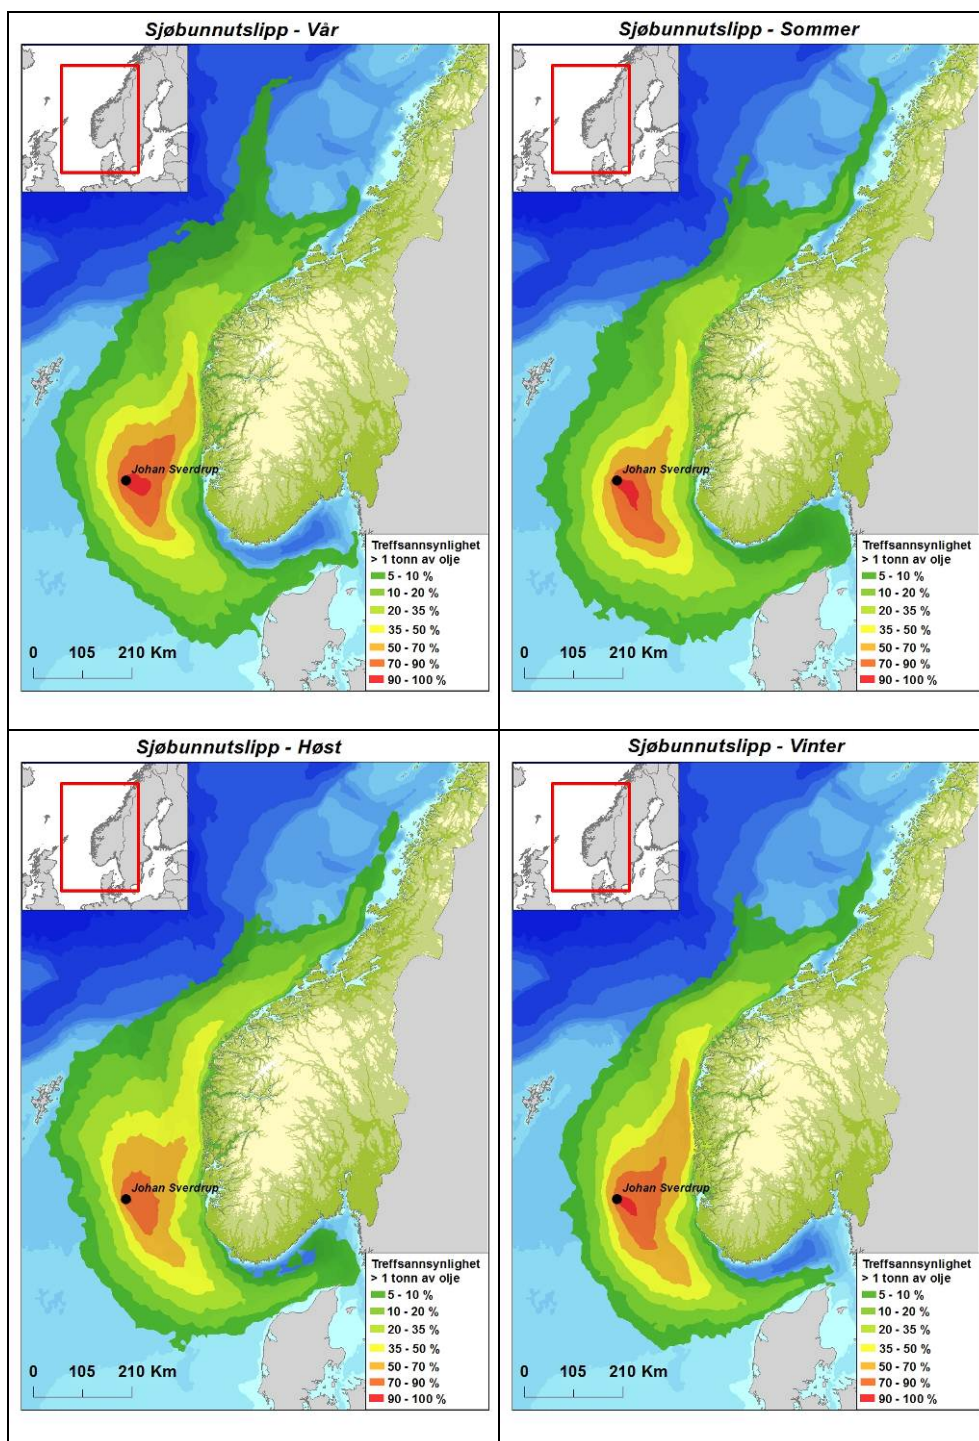 Sjøbunnutslipp - Vår
Johan Sverdrup
Treffsannsynlighet
> 1 tonn av olje
5 - 10 %
10 - 20 %
20 - 35 %
35 - 50 %
50 - 70 %
70 - 90 %
90 - 100 %
0 105 210 Km
Sjøbunnutslipp - Sommer
Johan Sverdrup
Treffsannsynlighet
> 1 tonn av olje
5 - 10 %
10 - 20 %
20 - 35 %
35 - 50 %
50 - 70 %
70 - 90 %
90 - 100 %
0 105 210 Km
Sjøbunnutslipp - Høst
Johan Sverdrup
Treffsannsynlighet
> 1 tonn av olje
5 - 10 %
10 - 20 %
20 - 35 %
35 - 50 %
50 - 70 %
70 - 90 %
90 - 100 %
0 105 210 Km
Sjøbunnutslipp - Vinter
Johan Sverdrup
Treffsannsynlighet
> 1 tonn av olje
5 - 10 %
10 - 20 %
20 - 35 %
35 - 50 %
50 - 70 %
70 - 90 %
90 - 100 %
0 105 210 Km